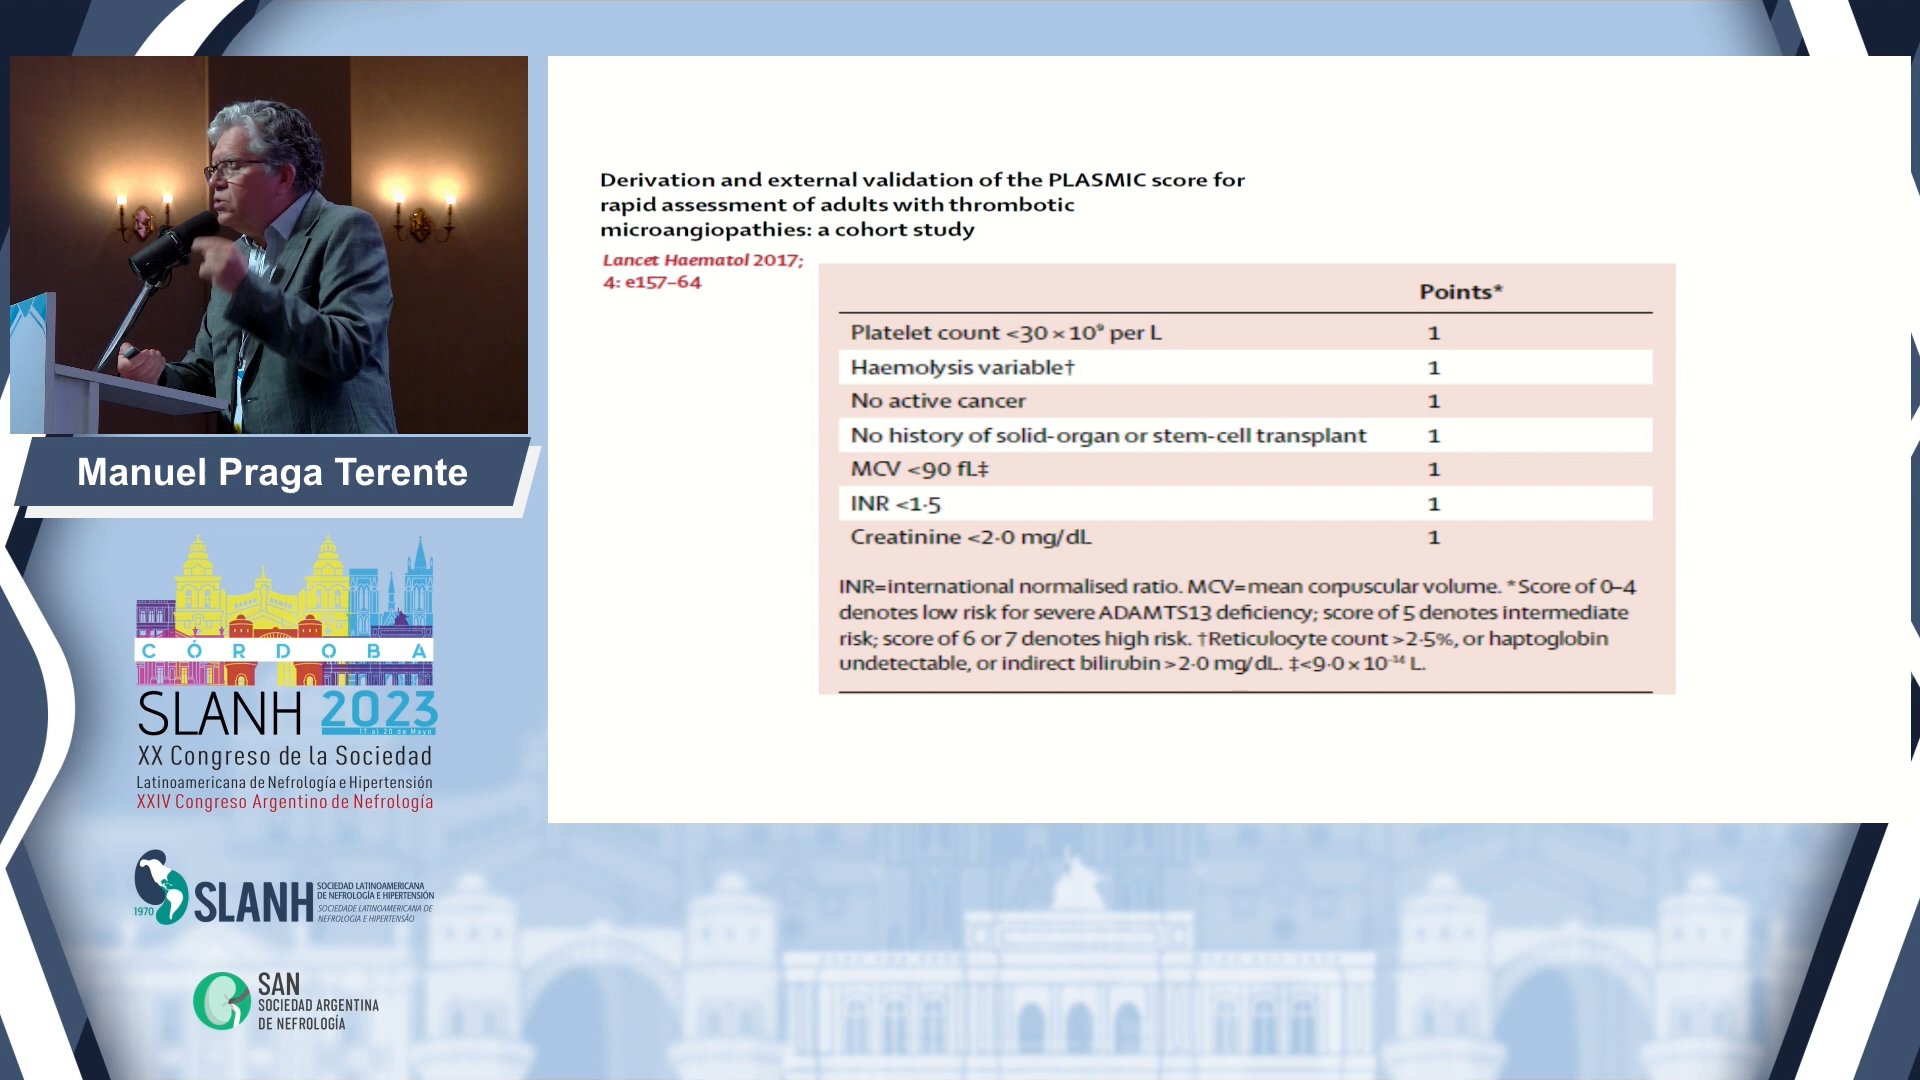 Derivation and external validation of the PLASMIC score for
rapid assessment of adults with thrombotic
microangiopathies: a cohort study
Lancet Haematol 2017;
4: e157–64
Points*
Platelet count <30 × 10⁹ per L 1
Haemolysis variable† 1
No active cancer 1
No history of solid-organ or stem-cell transplant 1
MCV <90 fL‡ 1
INR <1·5 1
Creatinine <2·0 mg/dL 1
INR=international normalised ratio. MCV=mean corpuscular volume. *Score of 0–4
denotes low risk for severe ADAMTS13 deficiency; score of 5 denotes intermediate
risk; score of 6 or 7 denotes high risk. †Reticulocyte count >2·5%, or haptoglobin
undetectable, or indirect bilirubin >2·0 mg/dL. ‡<9·0 × 10⁻¹⁴ L.
Manuel Praga Terente
CÓRDOBA
SLANH 2023
17 al 20 de Mayo
XX Congreso de la Sociedad
Latinoamericana de Nefrología e Hipertensión
XXIV Congreso Argentino de Nefrología
1970
SLANH
SOCIEDAD LATINOAMERICANA
DE NEFROLOGÍA E HIPERTENSIÓN
SOCIEDADE LATINOAMERICANA DE
NEFROLOGIA E HIPERTENSÃO
SAN
SOCIEDAD ARGENTINA
DE NEFROLOGÍA